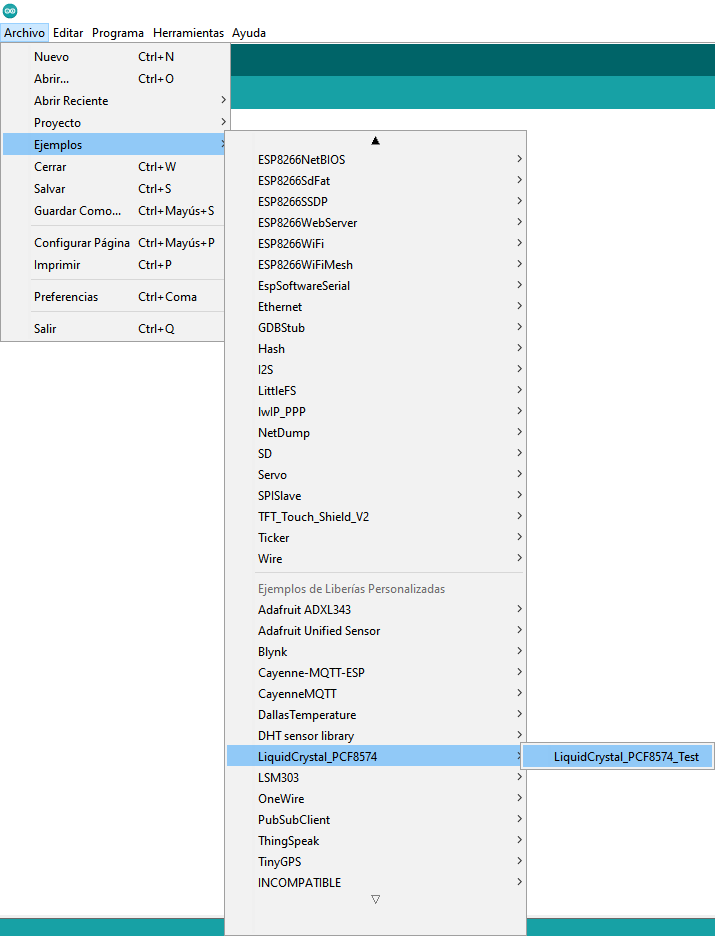 Archivo Editar Programa Herramientas Ayuda
Nuevo Ctrl+N
Abrir... Ctrl+O
Abrir Reciente
Proyecto
Ejemplos
Cerrar Ctrl+W
Salvar Ctrl+S
Guardar Como... Ctrl+Mayús+S
Configurar Página Ctrl+Mayús+P
Imprimir Ctrl+P
Preferencias Ctrl+Coma
Salir Ctrl+Q
ESP8266NetBIOS
ESP8266SdFat
ESP8266SSDP
ESP8266WebServer
ESP8266WiFi
ESP8266WiFiMesh
EspSoftwareSerial
Ethernet
GDBStub
Hash
I2S
LittleFS
lwIP_PPP
NetDump
SD
Servo
SPISlave
TFT_Touch_Shield_V2
Ticker
Wire
Ejemplos de Liberías Personalizadas
Adafruit ADXL343
Adafruit Unified Sensor
Blynk
Cayenne-MQTT-ESP
CayenneMQTT
DallasTemperature
DHT sensor library
LiquidCrystal_PCF8574
LiquidCrystal_PCF8574_Test
LSM303
OneWire
PubSubClient
ThingSpeak
TinyGPS
INCOMPATIBLE